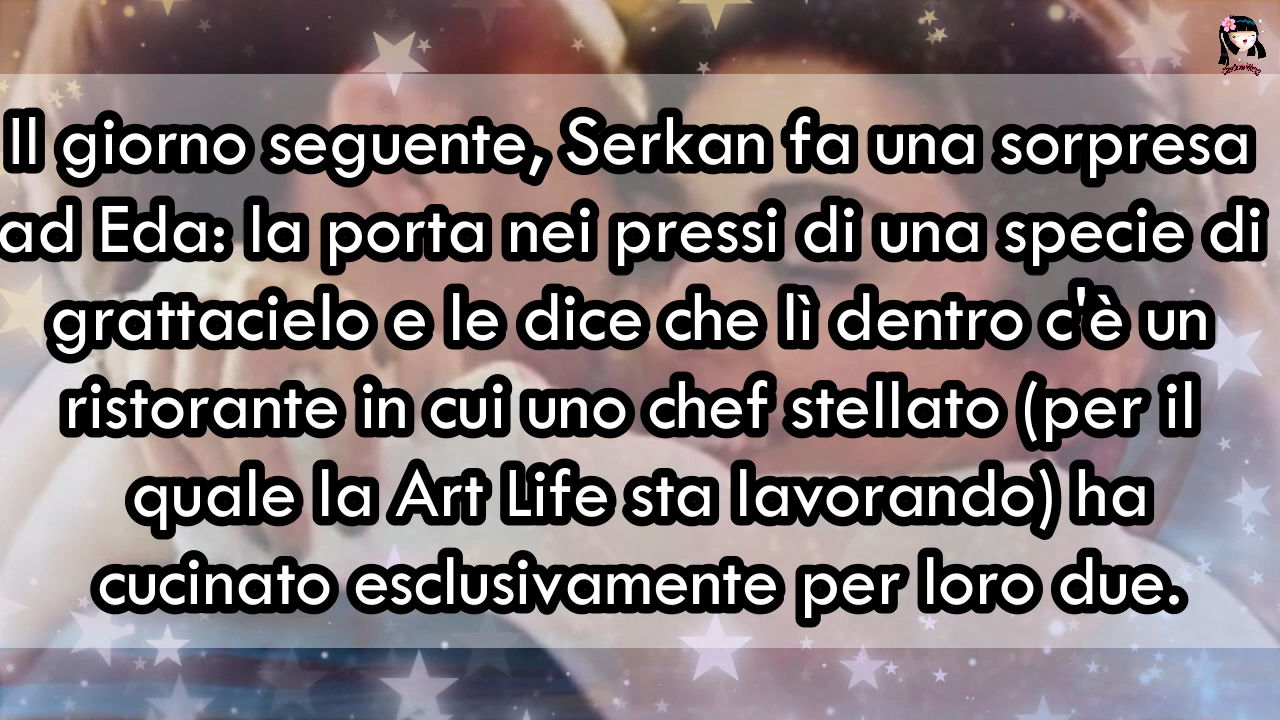 Il giorno seguente, Serkan fa una sorpresa
ad Eda: la porta nei pressi di una specie di
grattacielo e le dice che lì dentro c'è un
ristorante in cui uno chef stellato (per il
quale la Art Life sta lavorando) ha
cucinato esclusivamente per loro due.